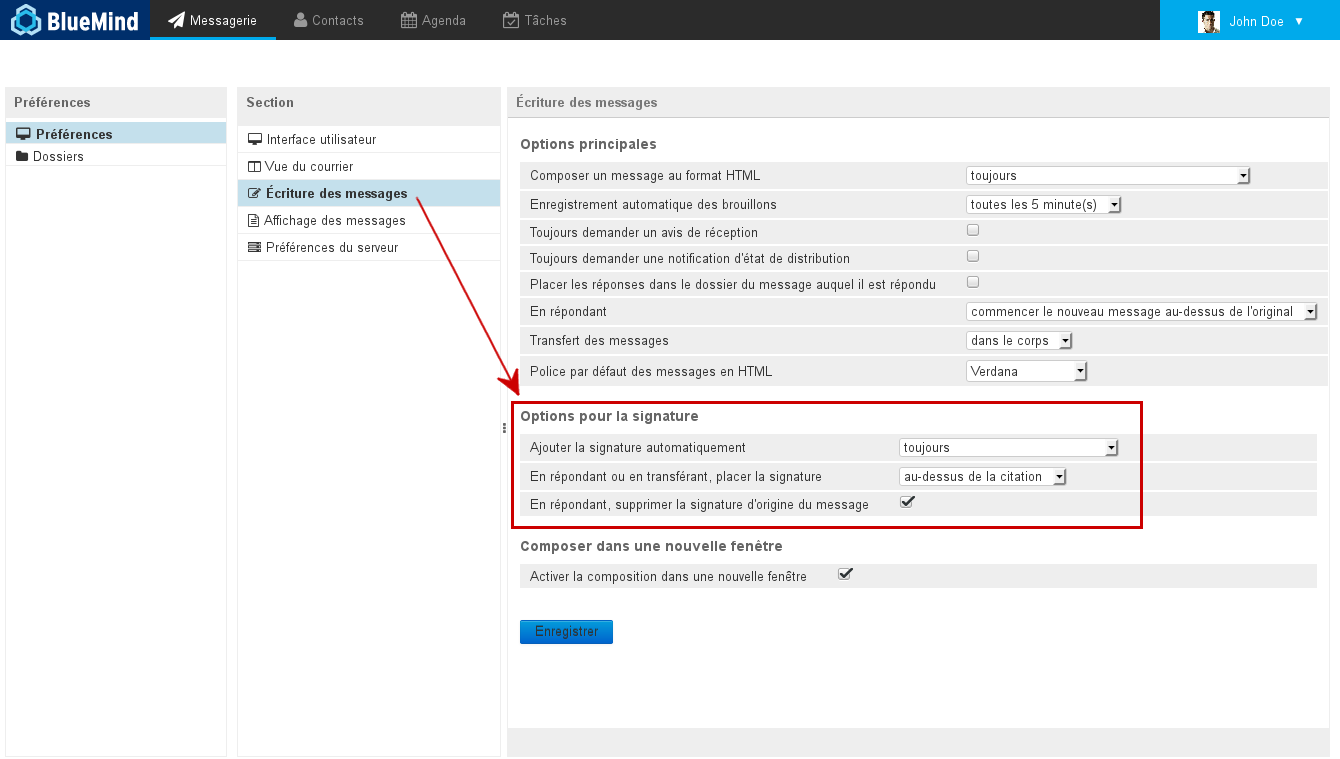 BlueMind
Messagerie
Contacts
Agenda
Tâches
John Doe ▼
Préférences
Préférences
Dossiers
Section
Interface utilisateur
Vue du courrier
Écriture des messages
Affichage des messages
Préférences du serveur
Écriture des messages
Options principales
Composer un message au format HTML toujours
Enregistrement automatique des brouillons toutes les 5 minute(s)
Toujours demander un avis de réception
Toujours demander une notification d'état de distribution
Placer les réponses dans le dossier du message auquel il est répondu
En répondant commencer le nouveau message au-dessus de l'original
Transfert des messages dans le corps
Police par défaut des messages en HTML Verdana
Options pour la signature
Ajouter la signature automatiquement toujours
En répondant ou en transférant, placer la signature au-dessus de la citation
En répondant, supprimer la signature d'origine du message
Composer dans une nouvelle fenêtre
Activer la composition dans une nouvelle fenêtre
Enregistrer